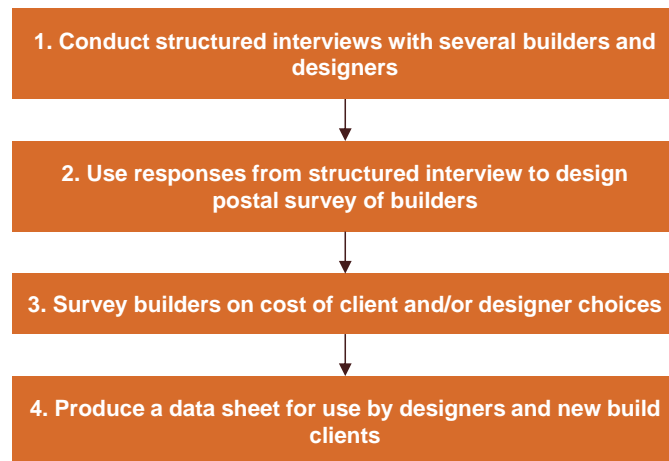 1. Conduct structured interviews with several builders and
designers
2. Use responses from structured interview to design
postal survey of builders
3. Survey builders on cost of client and/or designer choices
4. Produce a data sheet for use by designers and new build
clients